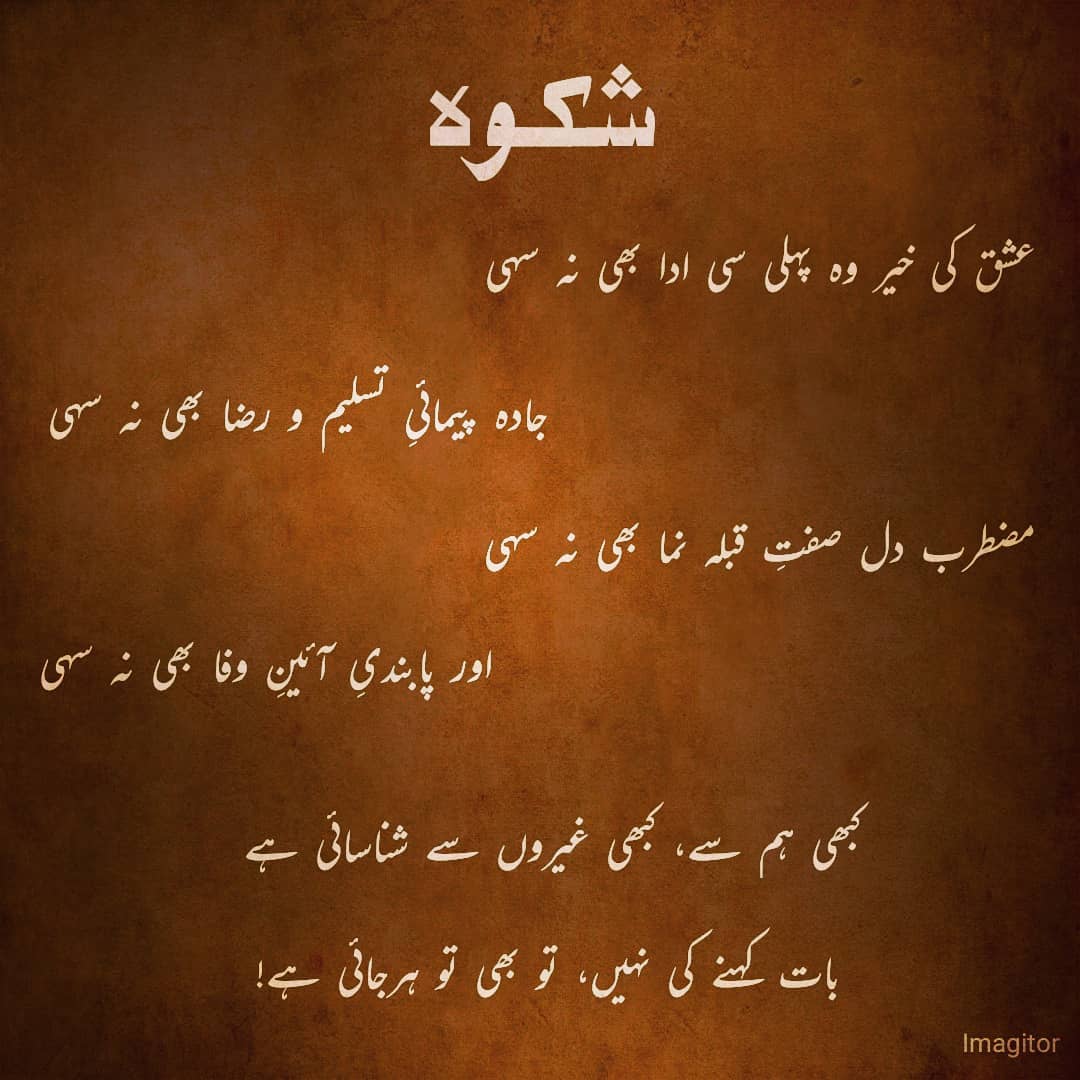 شکوہ
عشق کی خیر وہ پہلی سی ادا بھی نہ سہی
جادہ پیمائیِ تسلیم و رضا بھی نہ سہی
مضطرب دل صفتِ قبلہ نما بھی نہ سہی
اور پابندیِ آئینِ وفا بھی نہ سہی
کبھی ہم سے، کبھی غیروں سے شناسائی ہے
بات کہنے کی نہیں، تو بھی تو ہرجائی ہے!
Imagitor